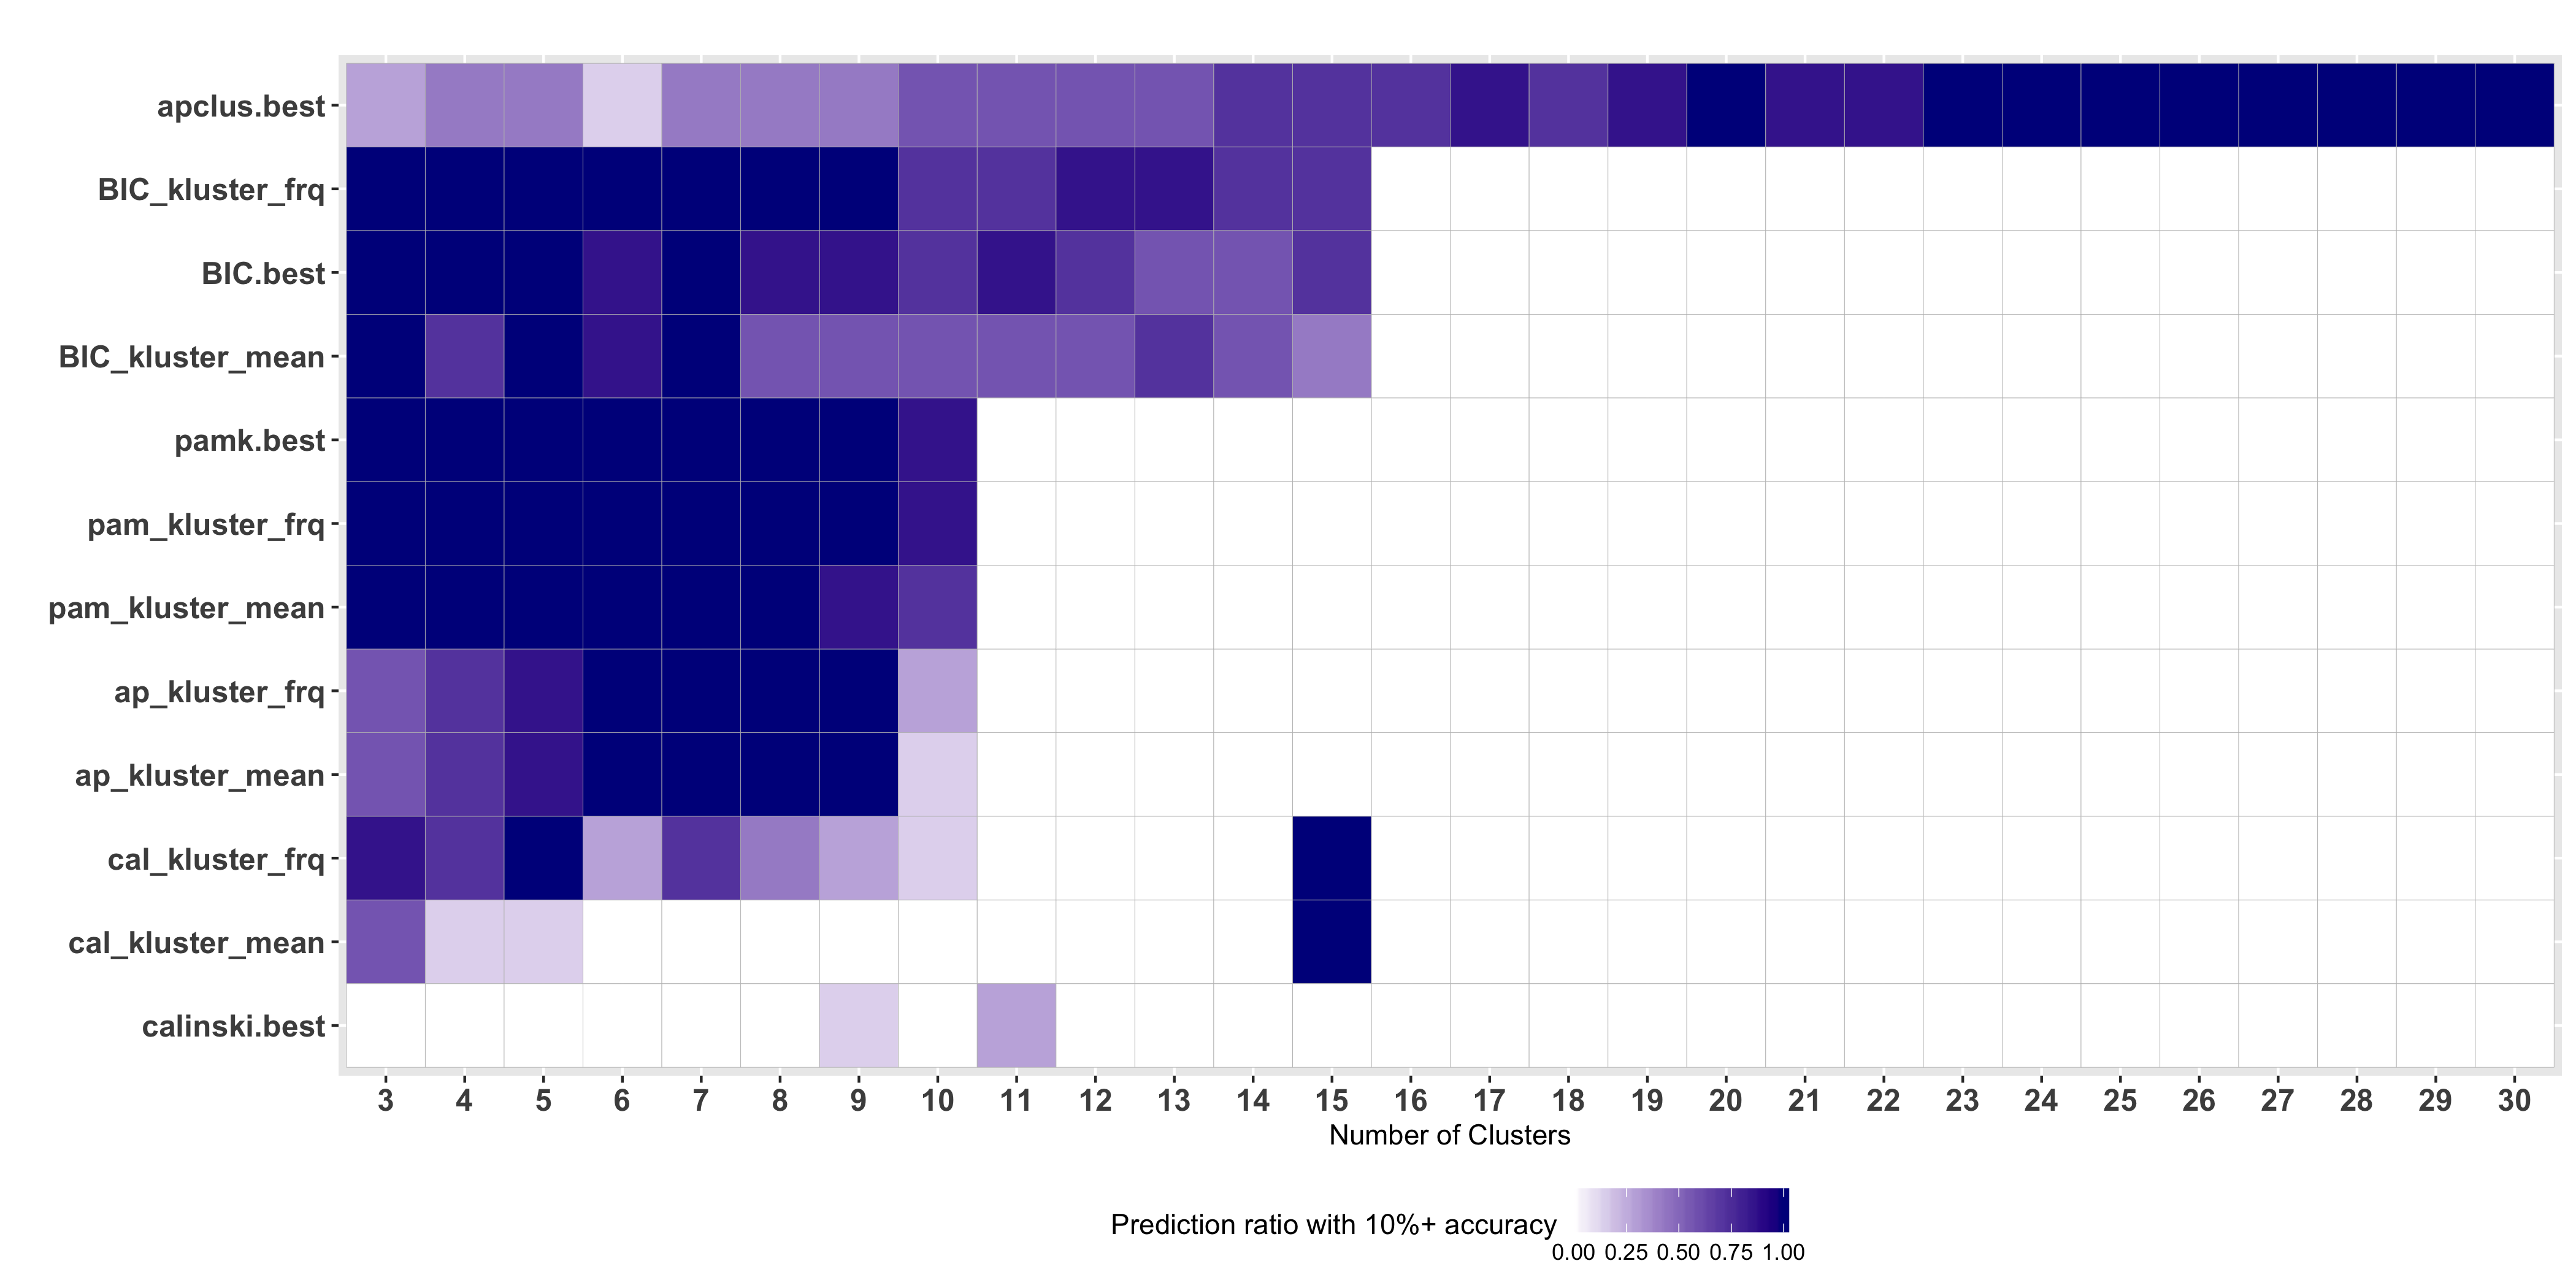 apclus.best
BIC_kluster_frq
BIC.best
BIC_kluster_mean
pamk.best
pam_kluster_frq
pam_kluster_mean
ap_kluster_frq
ap_kluster_mean
cal_kluster_frq
cal_kluster_mean
calinski.best
3 4 5 6 7 8 9 10 11 12 13 14 15 16 17 18 19 20 21 22 23 24 25 26 27 28 29 30
Number of Clusters
Prediction ratio with 10%+ accuracy
0.00 0.25 0.50 0.75 1.00